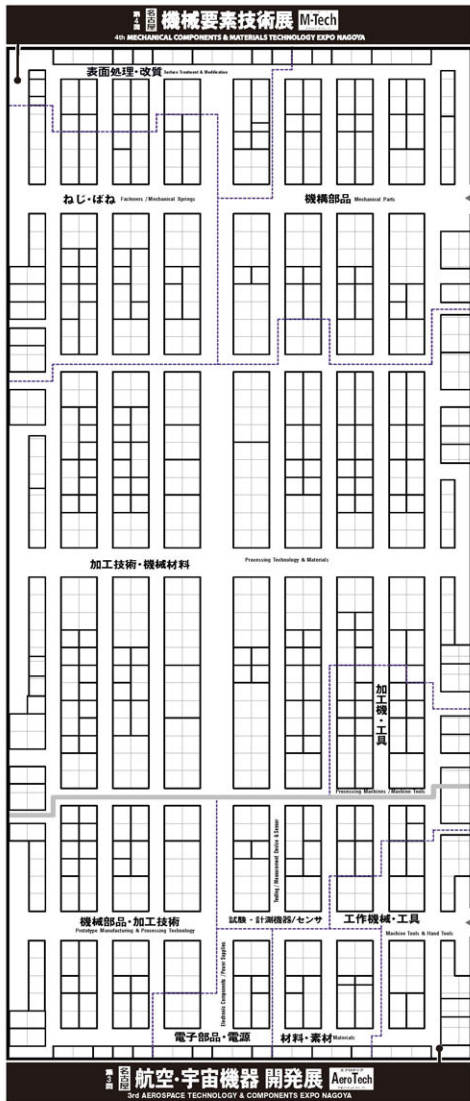 第4回 名古屋 機械要素技術展 M-Tech
4th MECHANICAL COMPONENTS & MATERIALS TECHNOLOGY EXPO NAGOYA
表面処理・改質 Surface Treatment & Modification
ねじ・ばね Fasteners / Mechanical Springs
機構部品 Mechanical Parts
加工技術・機械材料
Processing Technology & Materials
加工機・工具
Processing Machines / Machine Tools
Testing / Measurement Device & Sensor
機械部品・加工技術
Prototype Manufacturing & Processing Technology
試験・計測機器/センサ
工作機械・工具
Machine Tools & Hand Tools
Electronic Components / Power Supplies
電子部品・電源
材料・素材 Materials
第3回 名古屋 航空・宇宙機器 開発展 AeroTech
3rd AEROSPACE TECHNOLOGY & COMPONENTS EXPO NAGOYA